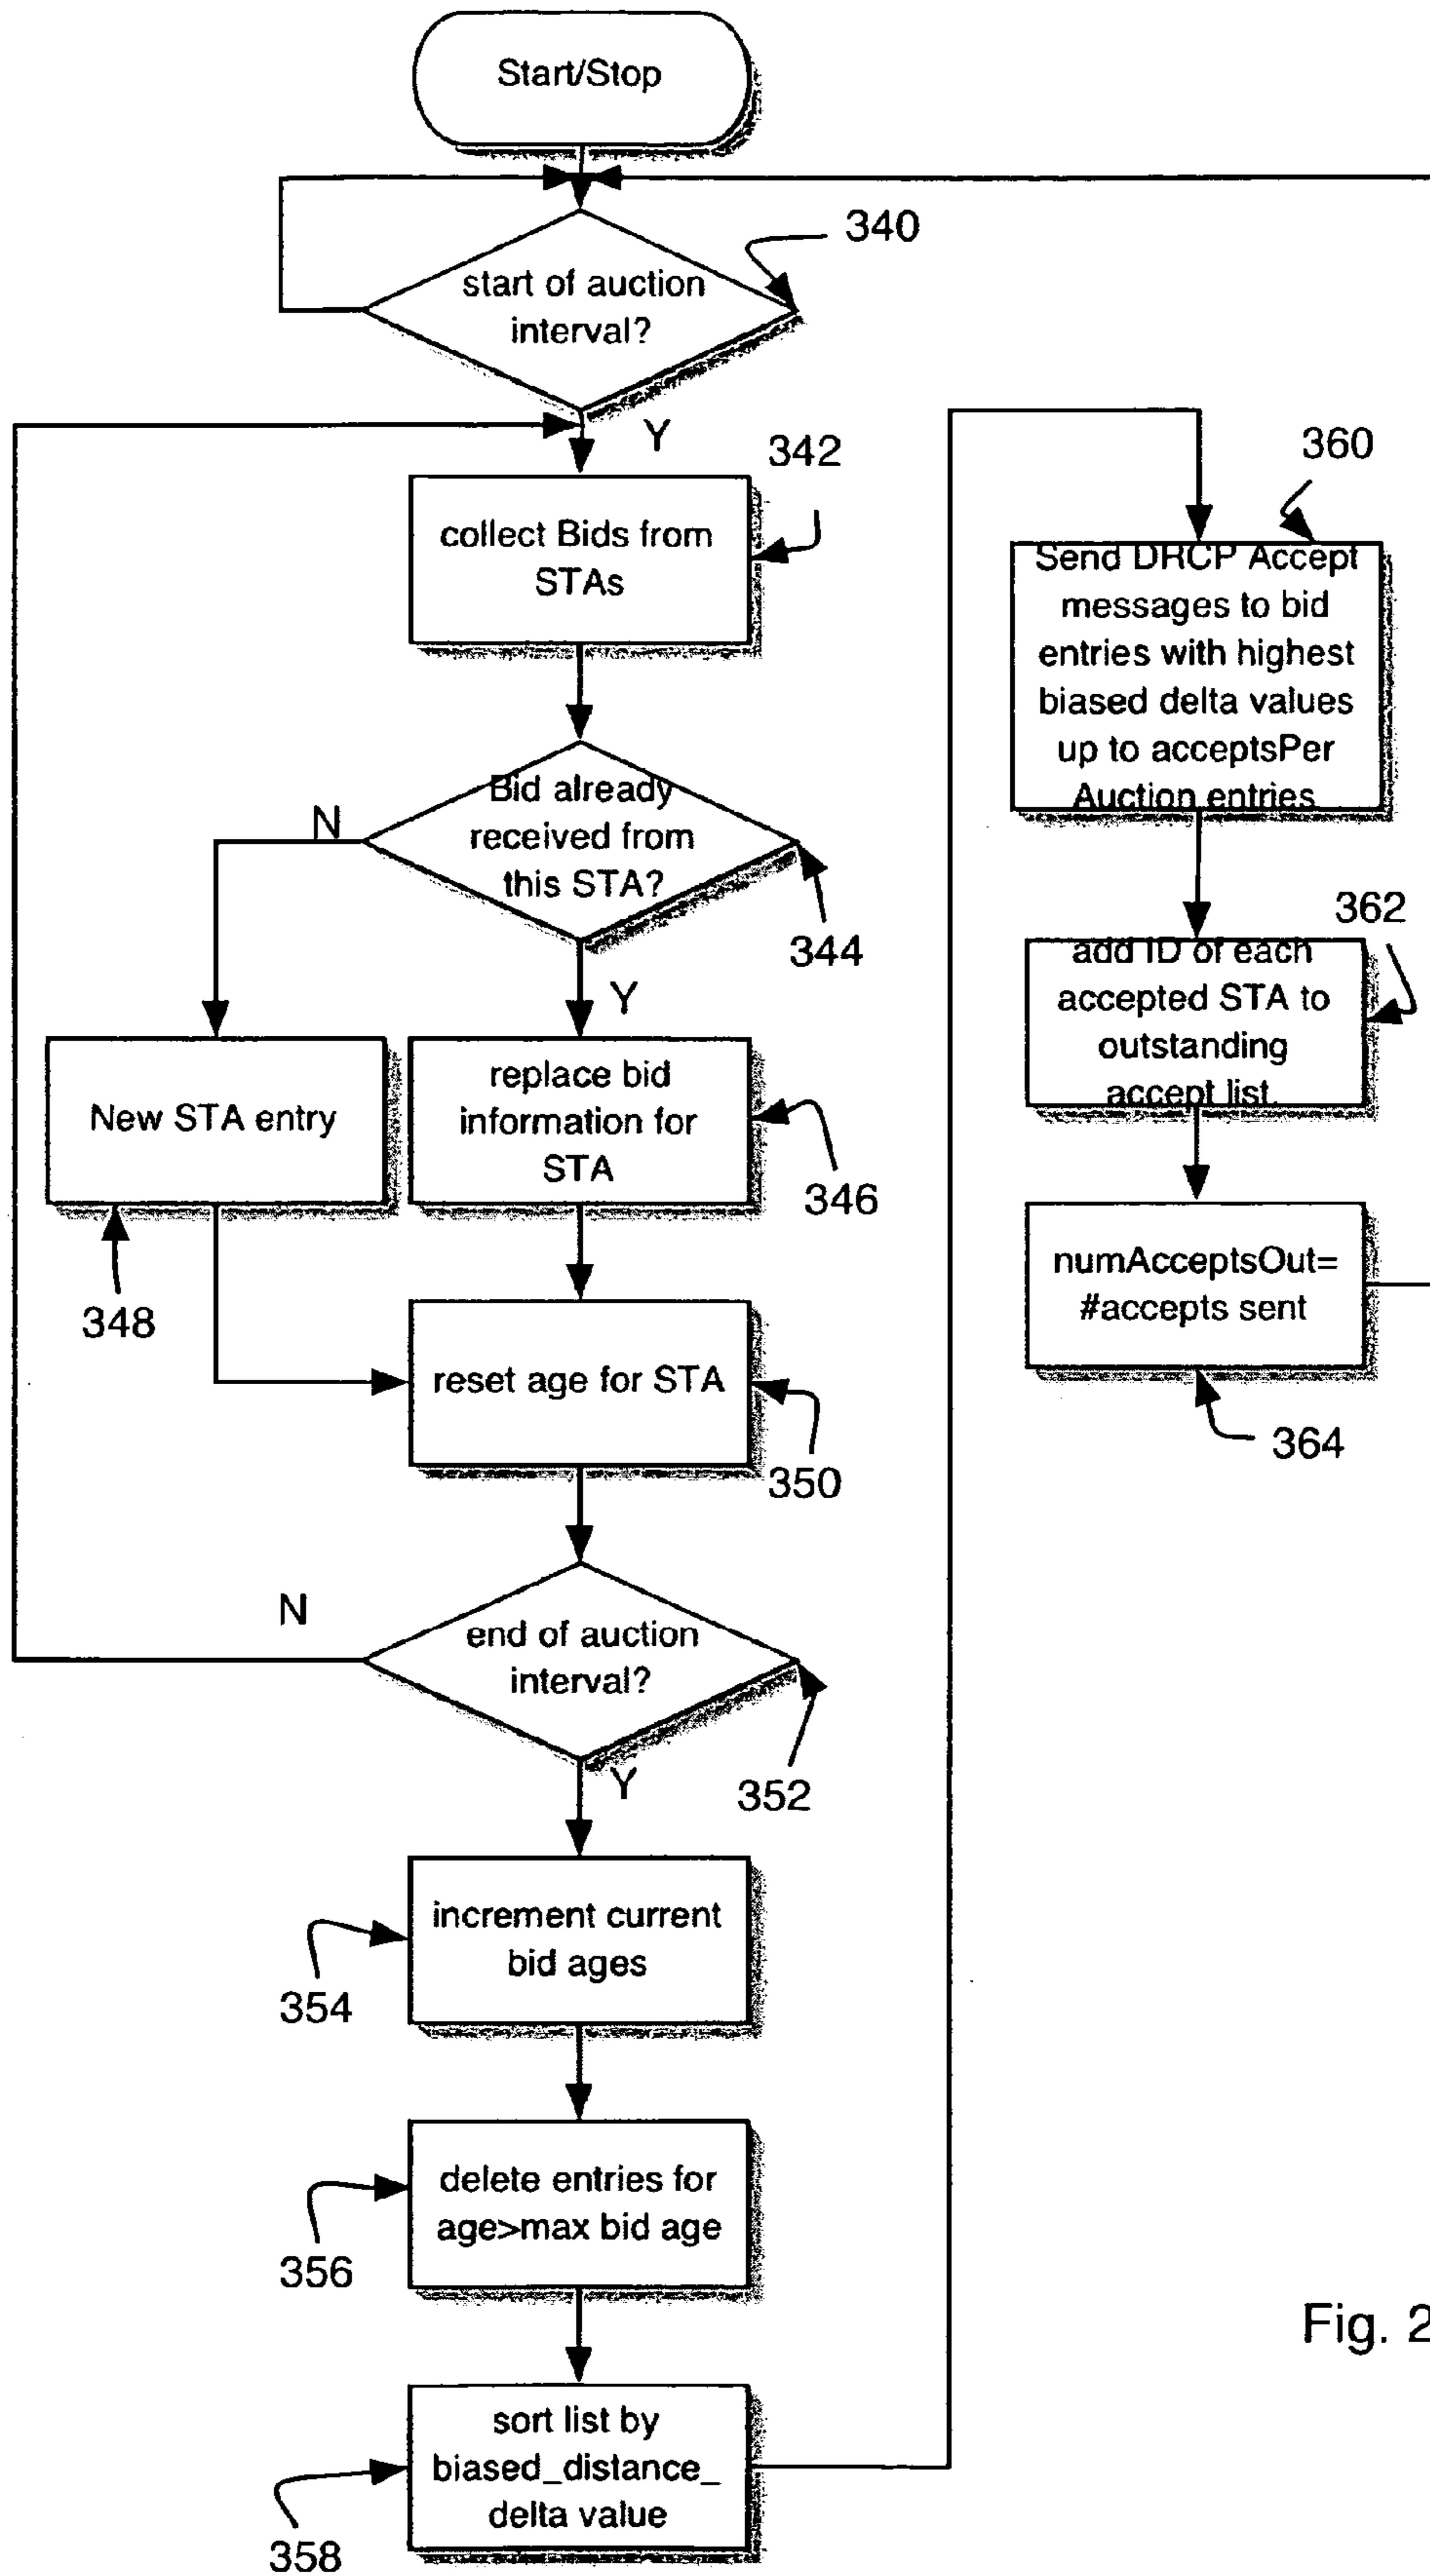 Start/Stop
340
start of auction
interval?
Y
342
collect Bids from
STAs
Bid already
received from
this STA?
N
344
Y
New STA entry
348
replace bid
information for
STA
346
reset age for STA
350
N
end of auction
interval?
352
Y
increment current
bid ages
354
delete entries for
age>max bid age
356
sort list by
biased_distance_
delta value
358
360
Send DRCP Accept
messages to bid
entries with highest
biased delta values
up to acceptsPer
Auction entries
362
add ID of each
accepted STA to
outstanding
accept list.
numAcceptsOut=
#accepts sent
364
Fig. 2